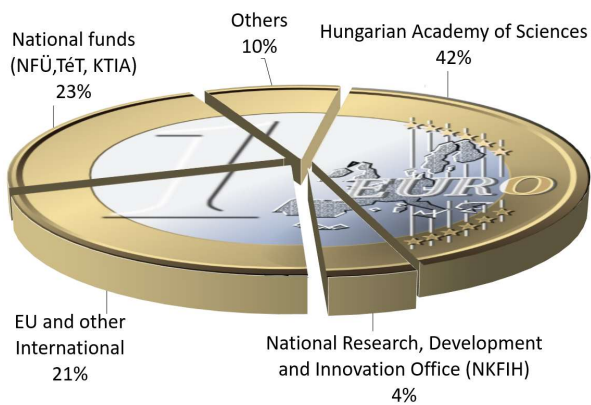 Others
10%
Hungarian Academy of Sciences
42%
National funds
(NFÜ,TéT, KTIA)
23%
1
EURO
EU and other
International
21%
National Research, Development
and Innovation Office (NKFIH)
4%